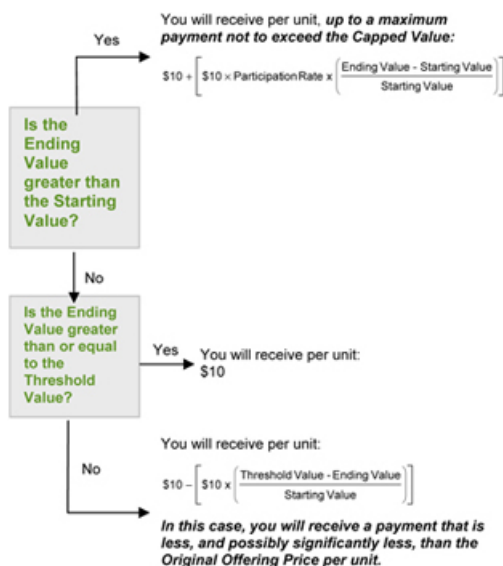 Yes
You will receive per unit, up to a maximum
payment not to exceed the Capped Value:
$10 + [ $10 × Participation Rate x ( Ending Value - Starting Value / Starting Value ) ]
Is the
Ending
Value
greater than
the Starting
Value?
No
Is the Ending
Value greater
than or equal
to the
Threshold
Value?
Yes
You will receive per unit:
$10
No
You will receive per unit:
$10 – [ $10 x ( Threshold Value - Ending Value / Starting Value ) ]
In this case, you will receive a payment that is
less, and possibly significantly less, than the
Original Offering Price per unit.